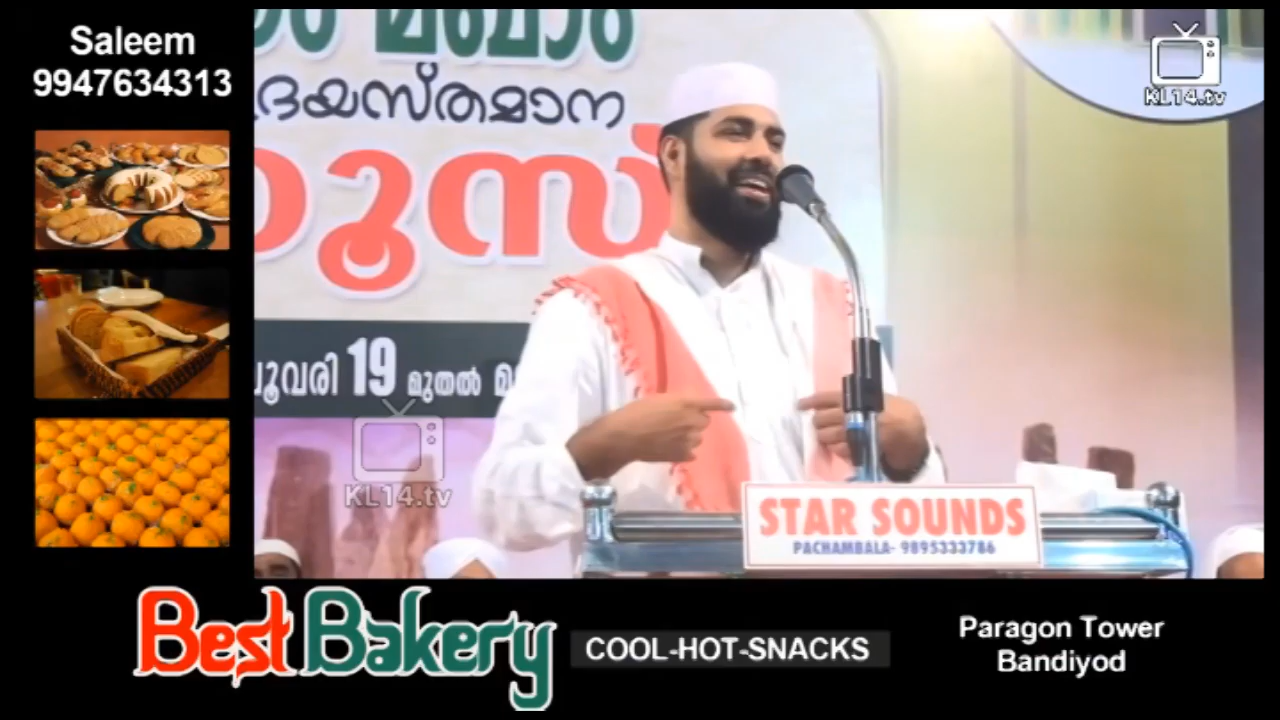 Saleem
9947634313
മഖാം
ദയസ്തമാന
റൂസ്
19 മുതൽ
KL14.tv
KL14.tv
STAR SOUNDS
PACHAMBALA- 9895333786
Best Bakery
COOL-HOT-SNACKS
Paragon Tower
Bandiyod